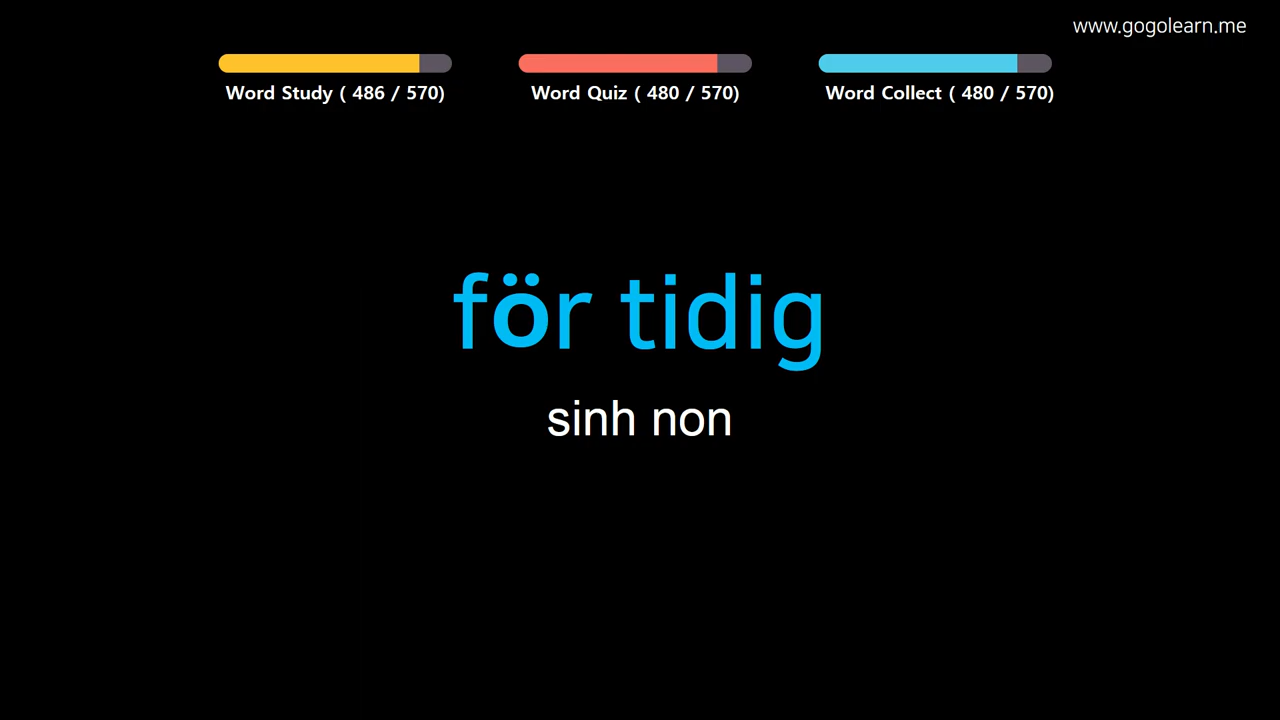 www.gogolearn.me
Word Study ( 486 / 570)
Word Quiz ( 480 / 570)
Word Collect ( 480 / 570)
för tidig
sinh non